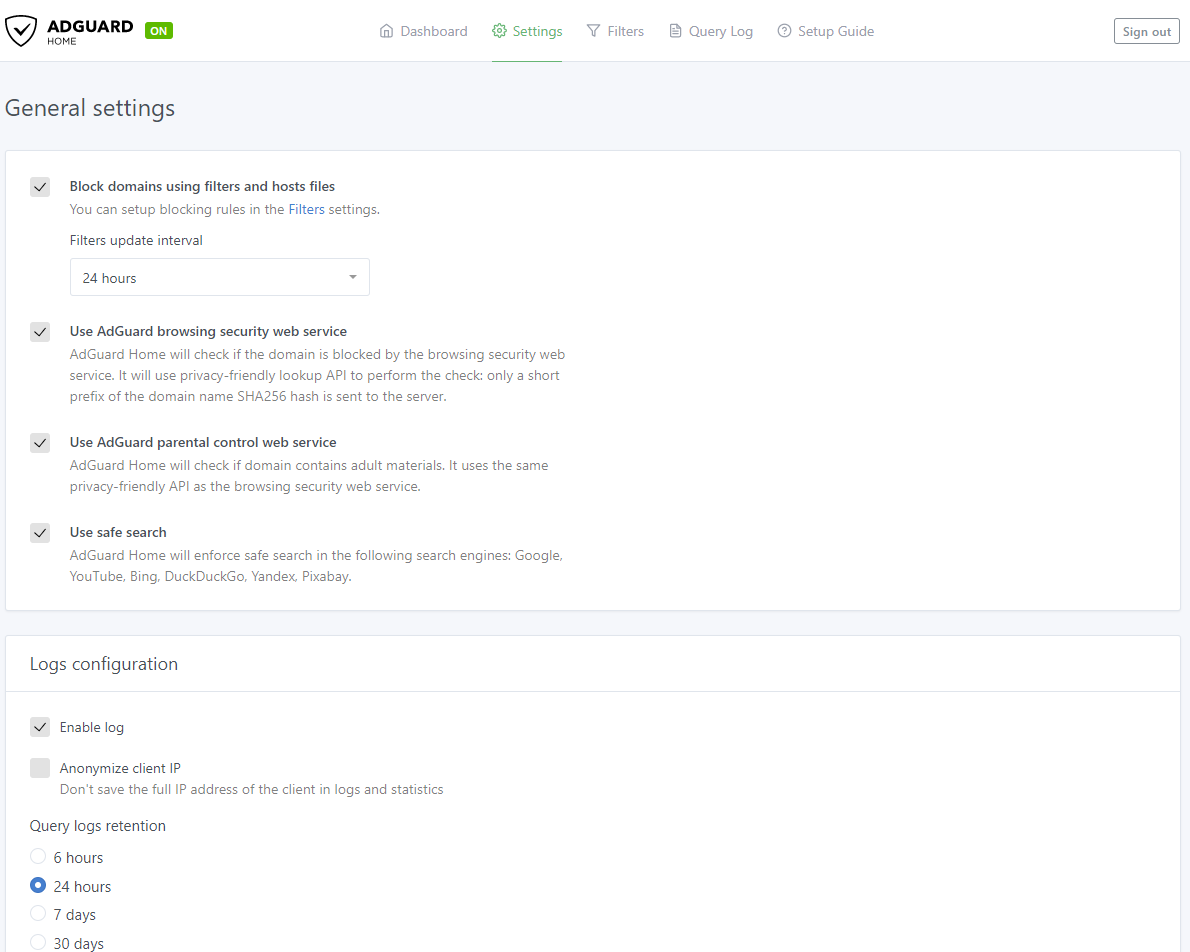 ADGUARD
HOME
ON
Dashboard
Settings
Filters
Query Log
Setup Guide
Sign out
General settings
Block domains using filters and hosts files
You can setup blocking rules in the Filters settings.
Filters update interval
24 hours
Use AdGuard browsing security web service
AdGuard Home will check if the domain is blocked by the browsing security web
service. It will use privacy-friendly lookup API to perform the check: only a short
prefix of the domain name SHA256 hash is sent to the server.
Use AdGuard parental control web service
AdGuard Home will check if domain contains adult materials. It uses the same
privacy-friendly API as the browsing security web service.
Use safe search
AdGuard Home will enforce safe search in the following search engines: Google,
YouTube, Bing, DuckDuckGo, Yandex, Pixabay.
Logs configuration
Enable log
Anonymize client IP
Don't save the full IP address of the client in logs and statistics
Query logs retention
6 hours
24 hours
7 days
30 days